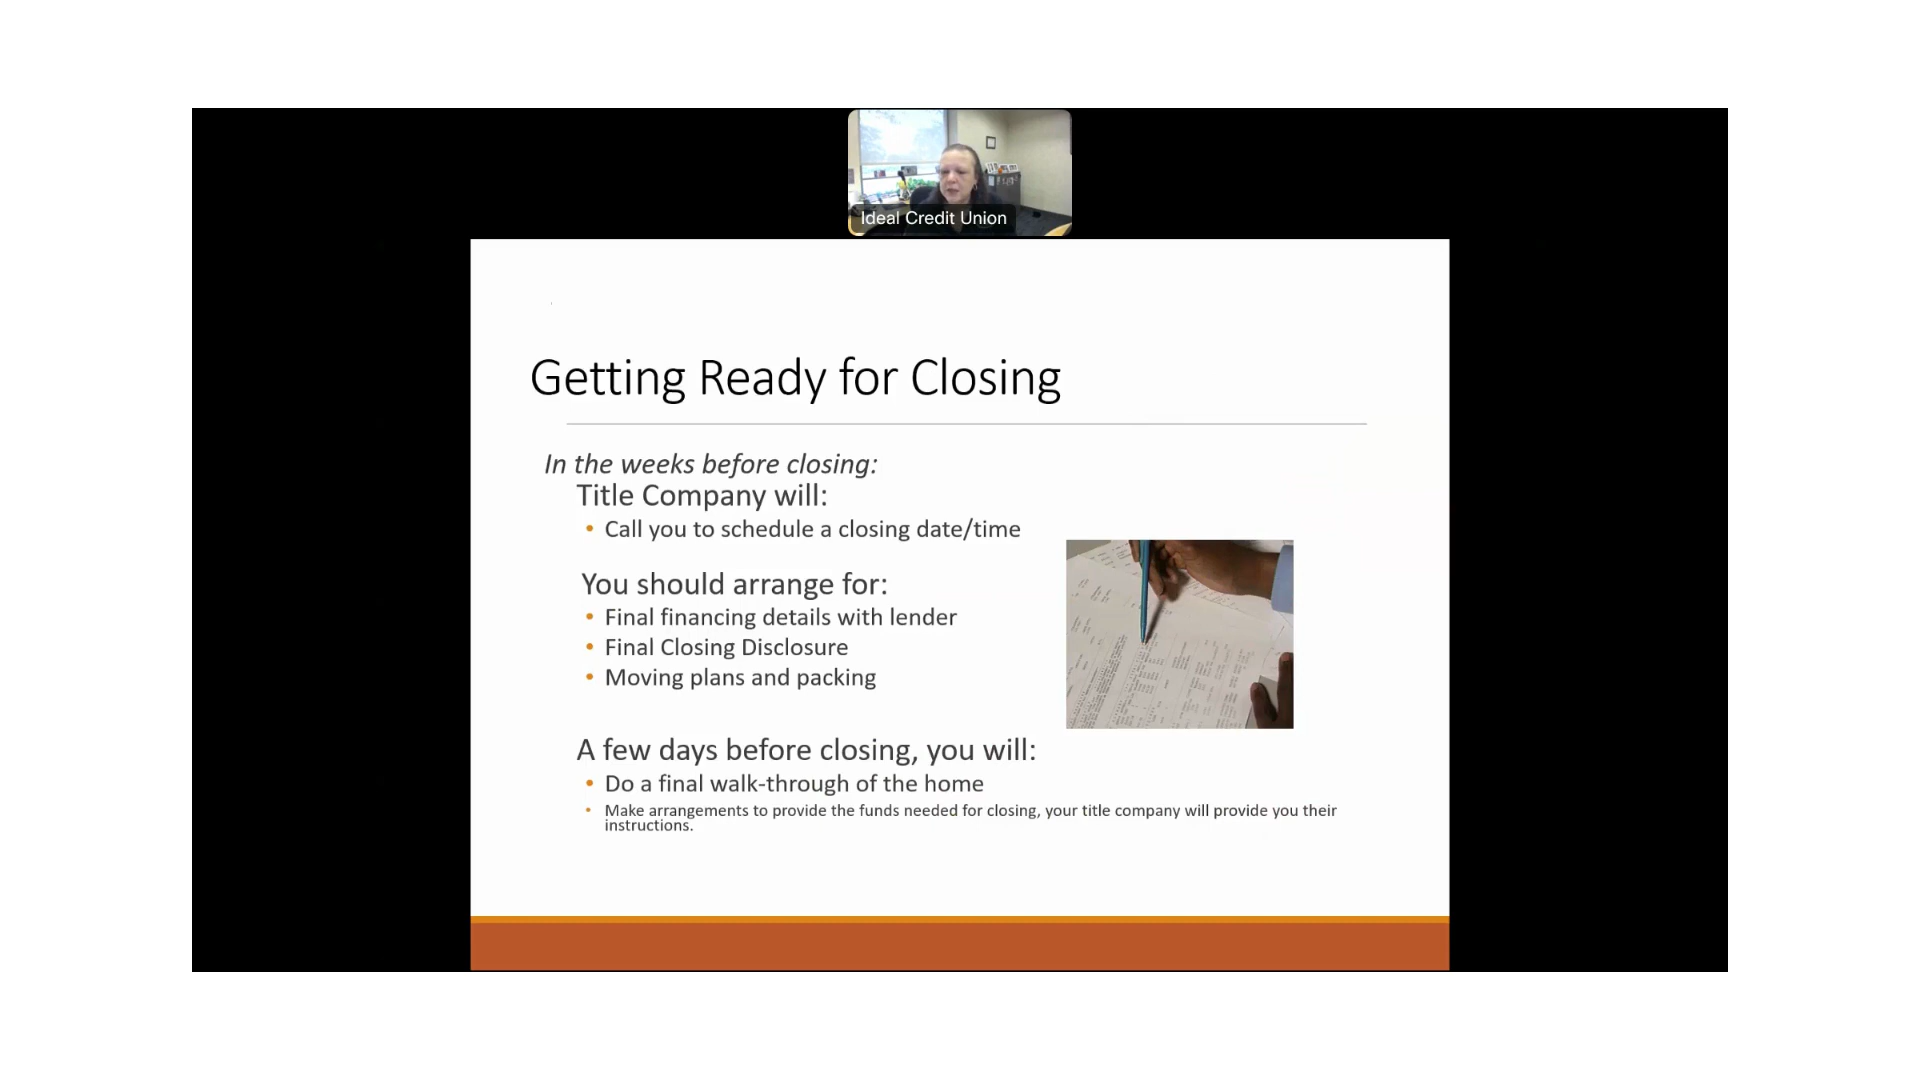 Ideal Credit Union
Getting Ready for Closing
In the weeks before closing:
Title Company will:
• Call you to schedule a closing date/time
You should arrange for:
• Final financing details with lender
• Final Closing Disclosure
• Moving plans and packing
A few days before closing, you will:
• Do a final walk-through of the home
• Make arrangements to provide the funds needed for closing, your title company will provide you their
instructions.